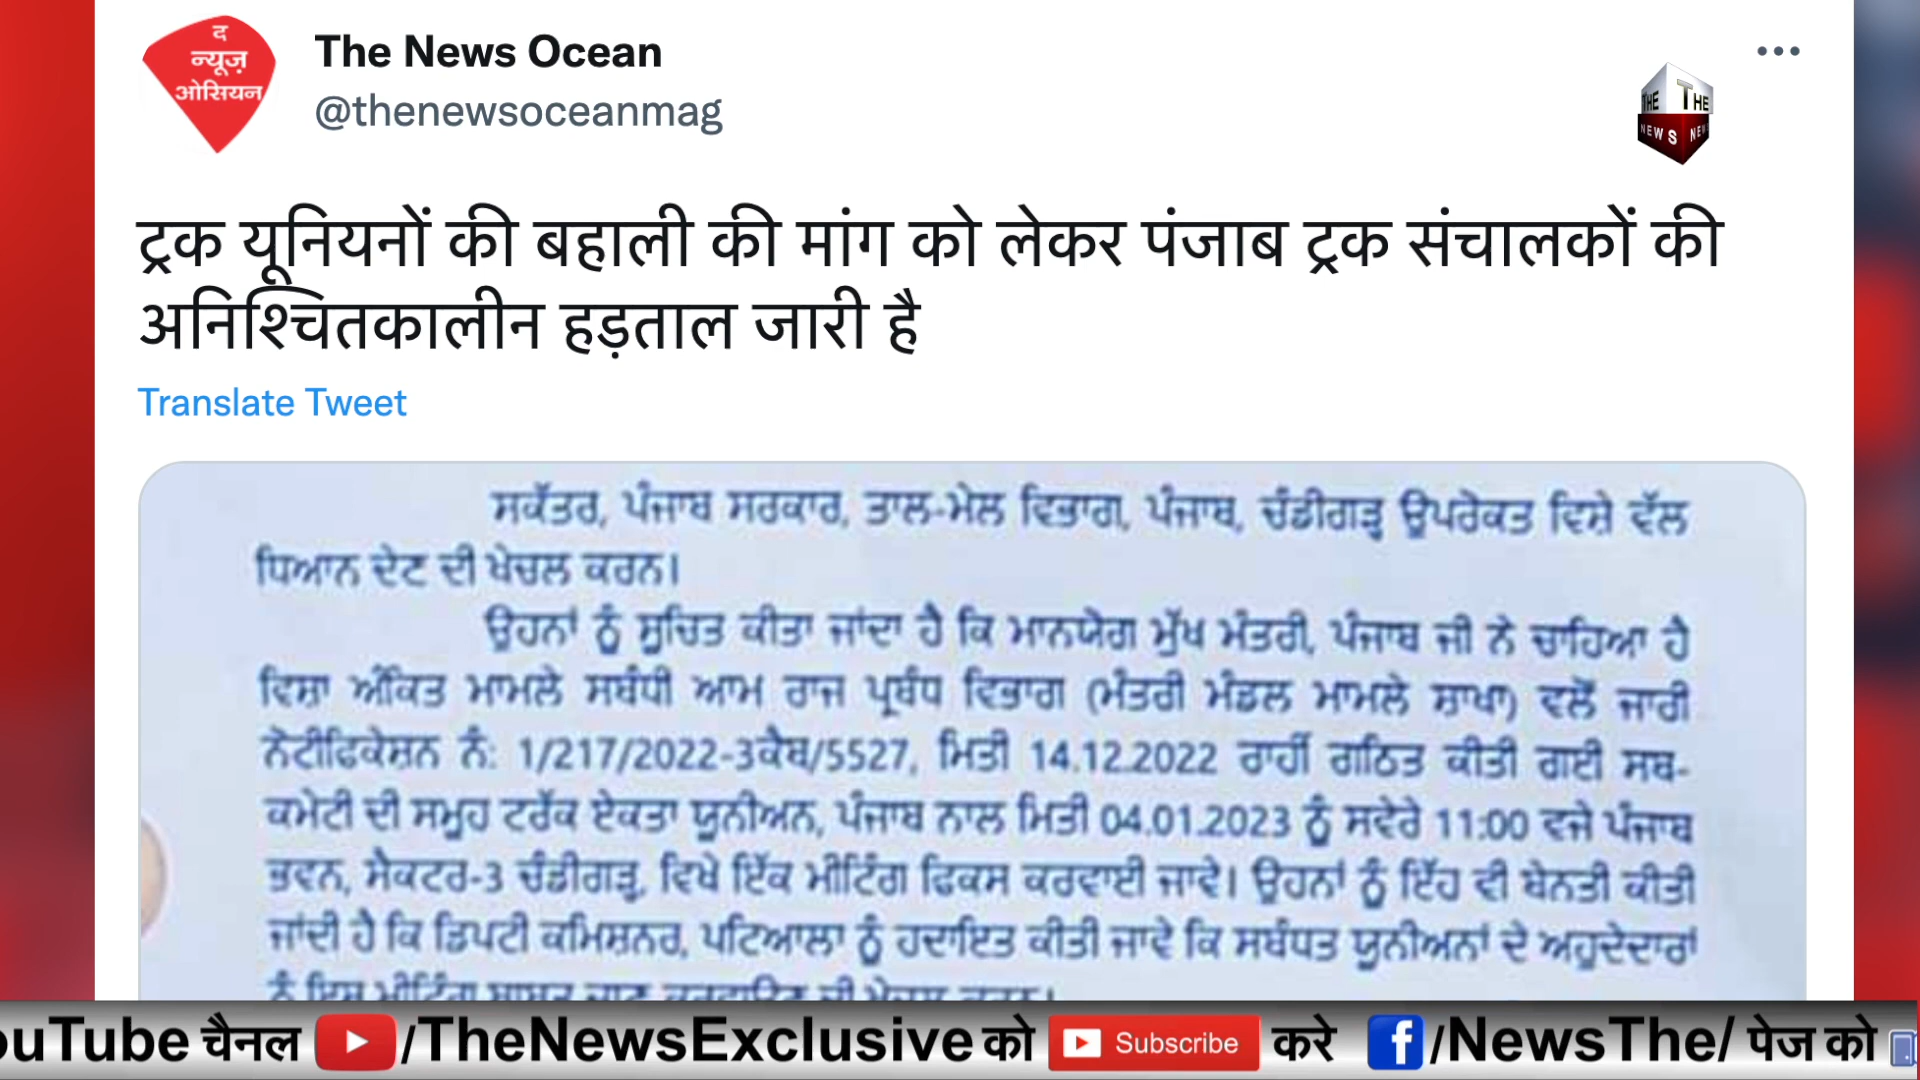 द
न्यूज़
ओसियन
The News Ocean
@thenewsoceanmag
THE THE
NEWS NEW
ट्रक यूनियनों की बहाली की मांग को लेकर पंजाब ट्रक संचालकों की
अनिश्चितकालीन हड़ताल जारी है
Translate Tweet
ਸਕੱਤਰ, ਪੰਜਾਬ ਸਰਕਾਰ, ਤਾਲ-ਮੇਲ ਵਿਭਾਗ, ਪੰਜਾਬ, ਚੰਡੀਗੜ੍ਹ ਉਪਰੋਕਤ ਵਿਸ਼ੇ ਵੱਲ
ਧਿਆਨ ਦੇਣ ਦੀ ਖੇਚਲ ਕਰਨ।
ਉਹਨਾਂ ਨੂੰ ਸੂਚਿਤ ਕੀਤਾ ਜਾਂਦਾ ਹੈ ਕਿ ਮਾਨਯੋਗ ਮੁੱਖ ਮੰਤਰੀ, ਪੰਜਾਬ ਜੀ ਨੇ ਚਾਹਿਆ ਹੈ
ਵਿਸ਼ਾ ਅੰਕਿਤ ਮਾਮਲੇ ਸਬੰਧੀ ਆਮ ਰਾਜ ਪ੍ਰਬੰਧ ਵਿਭਾਗ (ਮੰਤਰੀ ਮੰਡਲ ਮਾਮਲੇ ਸ਼ਾਖਾ) ਵਲੋਂ ਜਾਰੀ
ਨੋਟੀਫਿਕੇਸ਼ਨ ਨੰ: 1/217/2022-3ਕੈਬ/5527, ਮਿਤੀ 14.12.2022 ਰਾਹੀਂ ਗਠਿਤ ਕੀਤੀ ਗਈ ਸਬ-
ਕਮੇਟੀ ਦੀ ਸਮੂਹ ਟਰੱਕ ਏਕਤਾ ਯੂਨੀਅਨ, ਪੰਜਾਬ ਨਾਲ ਮਿਤੀ 04.01.2023 ਨੂੰ ਸਵੇਰੇ 11:00 ਵਜੇ ਪੰਜਾਬ
ਭਵਨ, ਸੈਕਟਰ-3 ਚੰਡੀਗੜ੍ਹ, ਵਿਖੇ ਇੱਕ ਮੀਟਿੰਗ ਫਿਕਸ ਕਰਵਾਈ ਜਾਵੇ। ਉਹਨਾਂ ਨੂੰ ਇੱਹ ਵੀ ਬੇਨਤੀ ਕੀਤੀ
ਜਾਂਦੀ ਹੈ ਕਿ ਡਿਪਟੀ ਕਮਿਸ਼ਨਰ, ਪਟਿਆਲਾ ਨੂੰ ਹਦਾਇਤ ਕੀਤੀ ਜਾਵੇ ਕਿ ਸਬੰਧਤ ਯੂਨੀਅਨਾਂ ਦੇ ਅਹੁਦੇਦਾਰਾਂ
ouTube चैनल /TheNewsExclusive को Subscribe करे /NewsThe/ पेज को